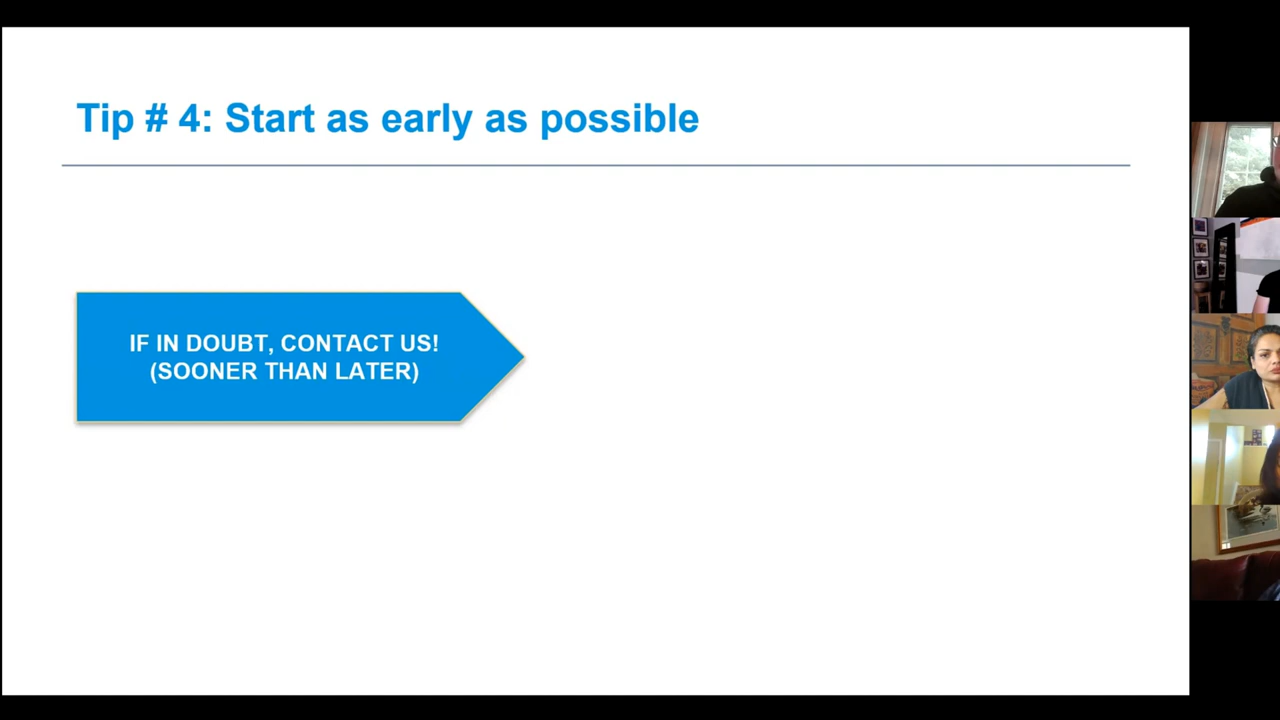 Tip # 4: Start as early as possible
IF IN DOUBT, CONTACT US!
(SOONER THAN LATER)